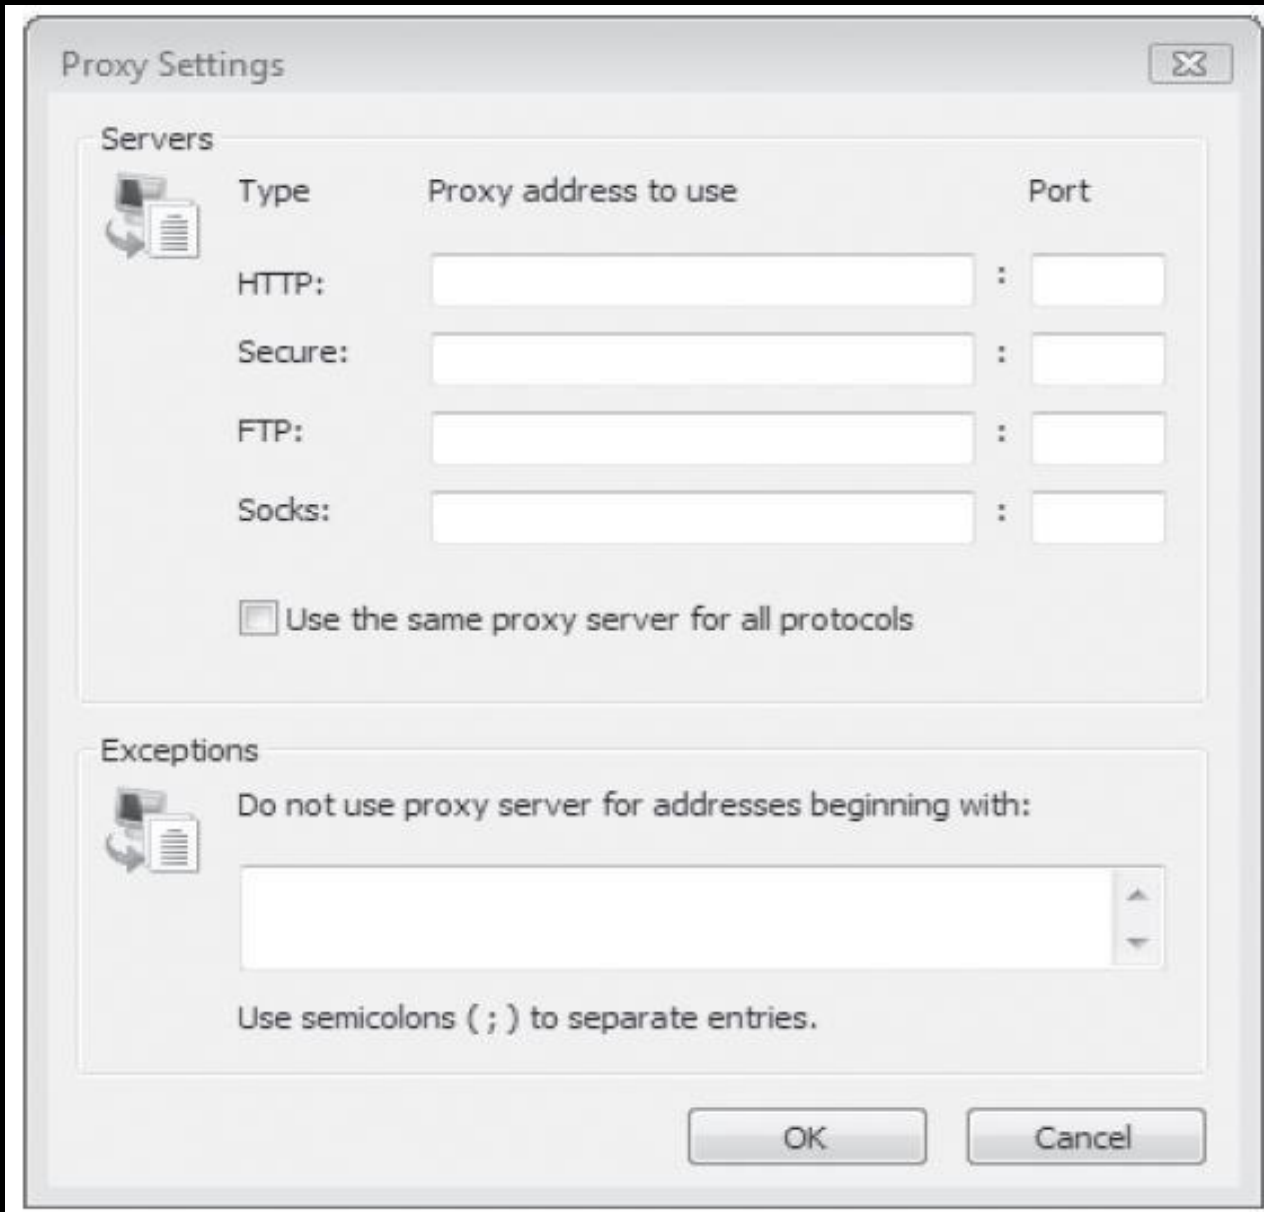 Proxy Settings
Servers
Type Proxy address to use Port
HTTP: :
Secure: :
FTP: :
Socks: :
Use the same proxy server for all protocols
Exceptions
Do not use proxy server for addresses beginning with:
Use semicolons ( ; ) to separate entries.
OK Cancel